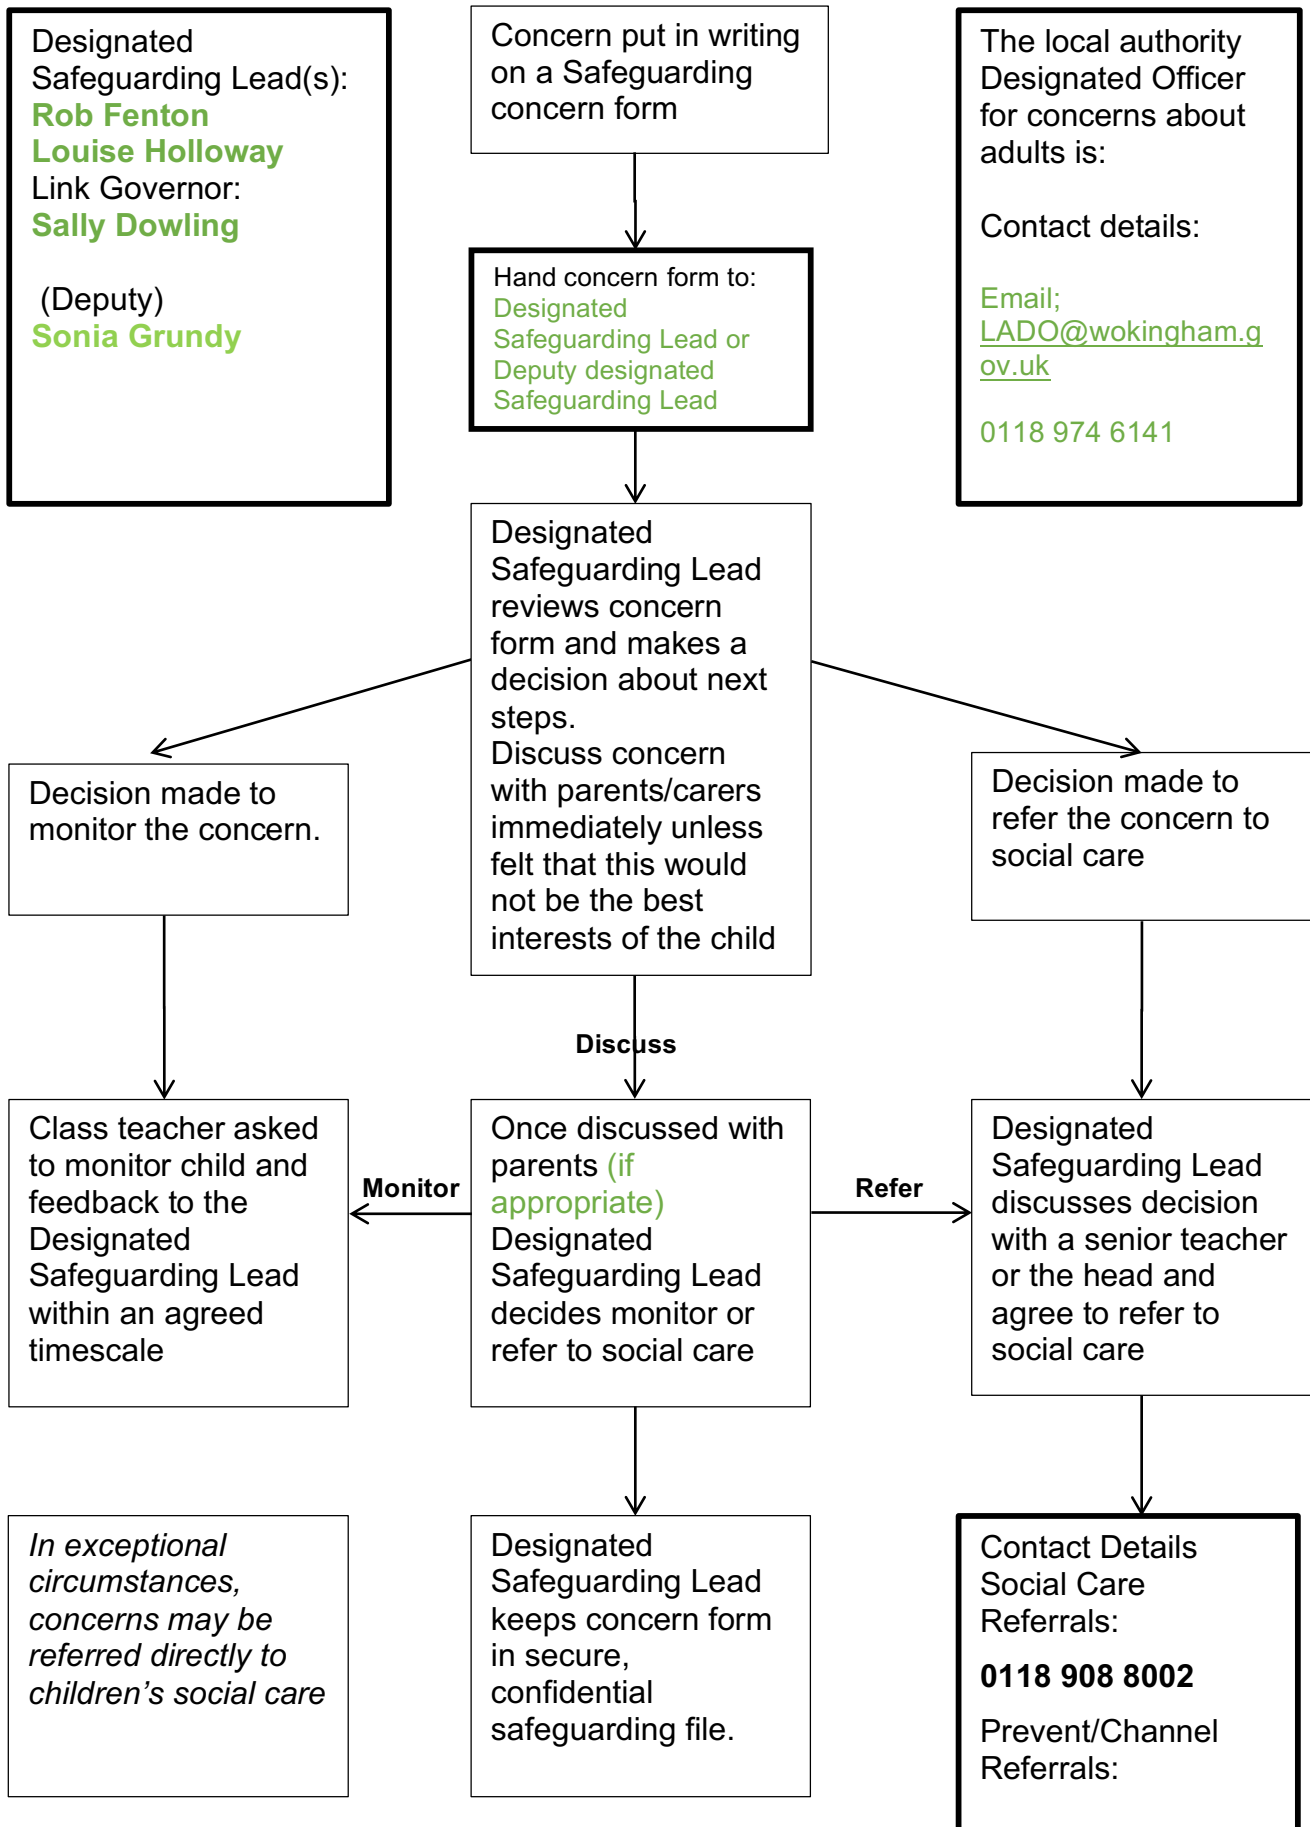 Designated
Safeguarding Lead(s):
Rob Fenton
Louise Holloway
Link Governor:
Sally Dowling
(Deputy)
Sonia Grundy
Concern put in writing
on a Safeguarding
concern form
The local authority
Designated Officer
for concerns about
adults is:
Contact details:
Email;
LADO@wokingham.g
ov.uk
0118 974 6141
Hand concern form to:
Designated
Safeguarding Lead or
Deputy designated
Safeguarding Lead
Designated
Safeguarding Lead
reviews concern
form and makes a
decision about next
steps.
Discuss concern
with parents/carers
immediately unless
felt that this would
not be the best
interests of the child
Decision made to
monitor the concern.
Decision made to
refer the concern to
social care
Discuss
Class teacher asked
to monitor child and
feedback to the
Designated
Safeguarding Lead
within an agreed
timescale
Monitor
Once discussed with
parents (if
appropriate)
Designated
Safeguarding Lead
decides monitor or
refer to social care
Refer
Designated
Safeguarding Lead
discusses decision
with a senior teacher
or the head and
agree to refer to
social care
In exceptional
circumstances,
concerns may be
referred directly to
children’s social care
Designated
Safeguarding Lead
keeps concern form
in secure,
confidential
safeguarding file.
Contact Details
Social Care
Referrals:
0118 908 8002
Prevent/Channel
Referrals: